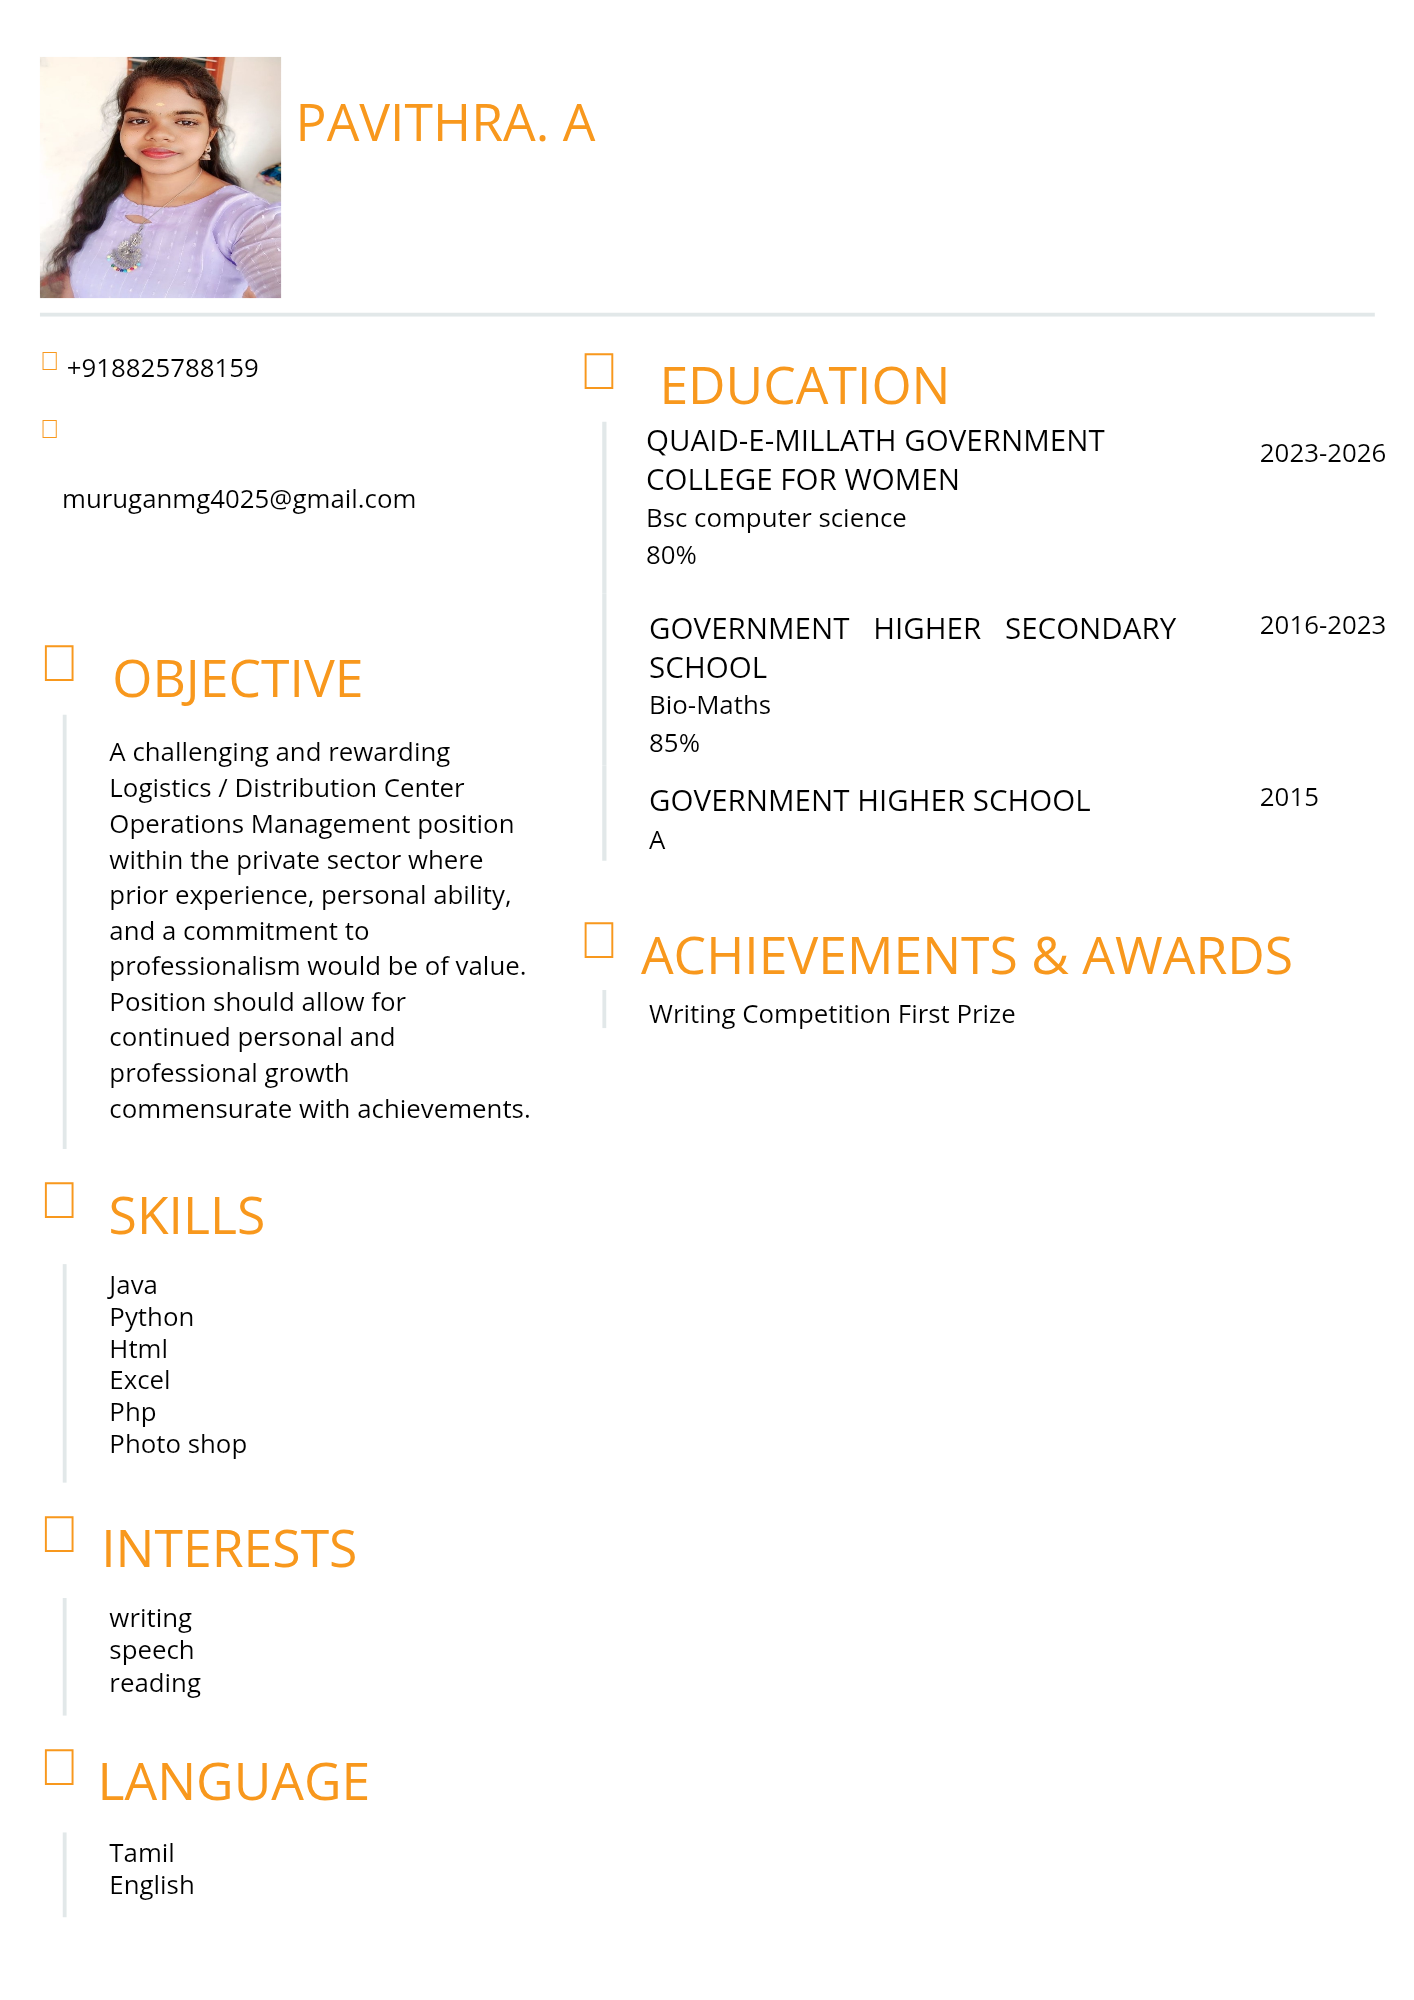 PAVITHRA. A
+918825788159
muruganmg4025@gmail.com
OBJECTIVE
A challenging and rewarding
Logistics / Distribution Center
Operations Management position
within the private sector where
prior experience, personal ability,
and a commitment to
professionalism would be of value.
Position should allow for
continued personal and
professional growth
commensurate with achievements.
SKILLS
Java
Python
Html
Excel
Php
Photo shop
INTERESTS
writing
speech
reading
LANGUAGE
Tamil
English
EDUCATION
QUAID-E-MILLATH GOVERNMENT
COLLEGE FOR WOMEN
2023-2026
Bsc computer science
80%
GOVERNMENT HIGHER SECONDARY
SCHOOL
2016-2023
Bio-Maths
85%
GOVERNMENT HIGHER SCHOOL
2015
A
ACHIEVEMENTS & AWARDS
Writing Competition First Prize